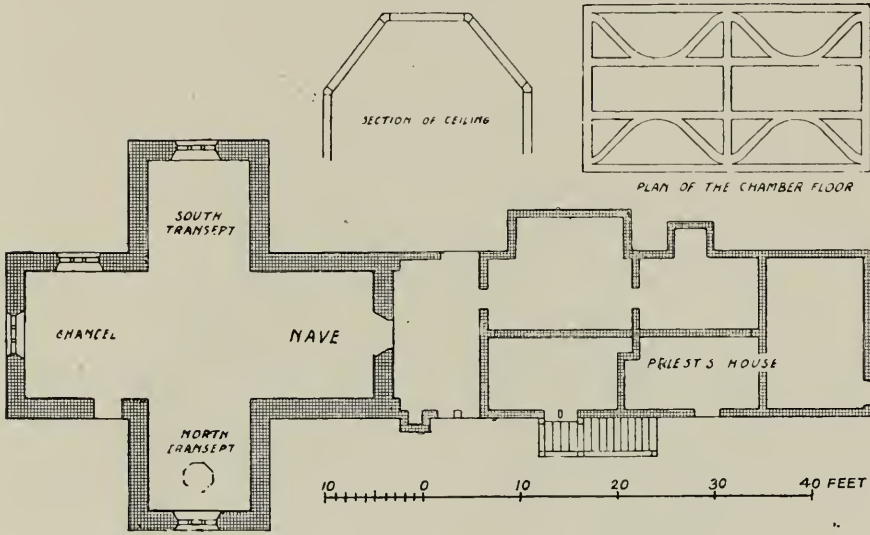 SECTION OF CEILING
PLAN OF THE CHAMBER FLOOR
SOUTH
TRANSEPT
CHANCEL
NAVE
PRIEST'S HOUSE
NORTH
TRANSEPT
10 0 10 20 30 40 FEET